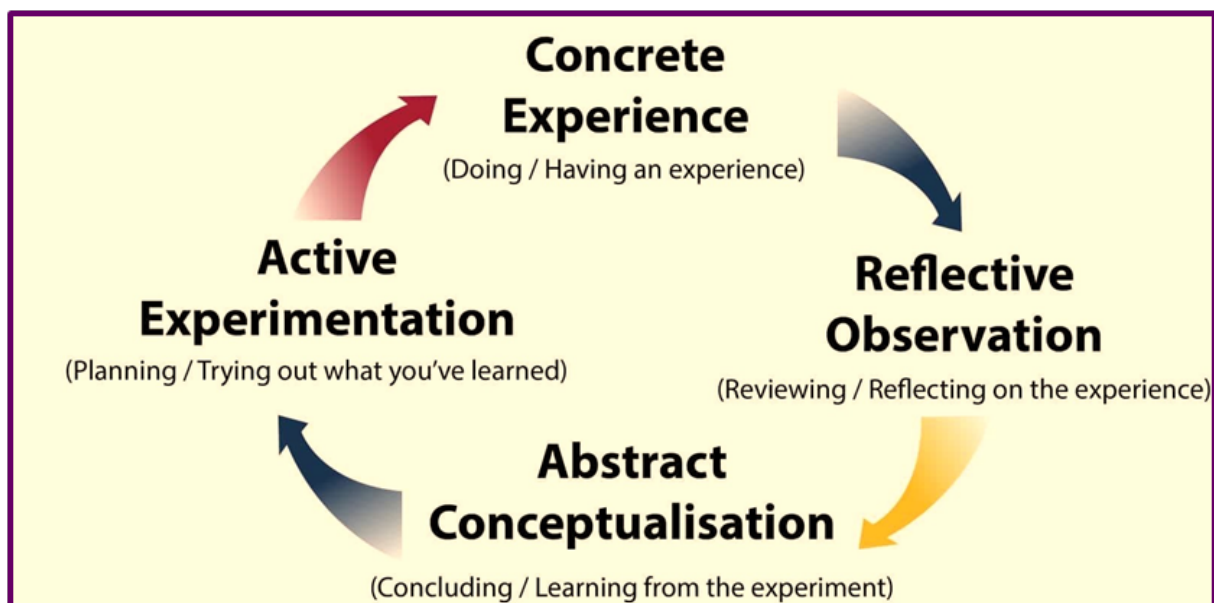 Concrete
Experience
(Doing / Having an experience)
Reflective
Observation
(Reviewing / Reflecting on the experience)
Abstract
Conceptualisation
(Concluding / Learning from the experiment)
Active
Experimentation
(Planning / Trying out what you’ve learned)